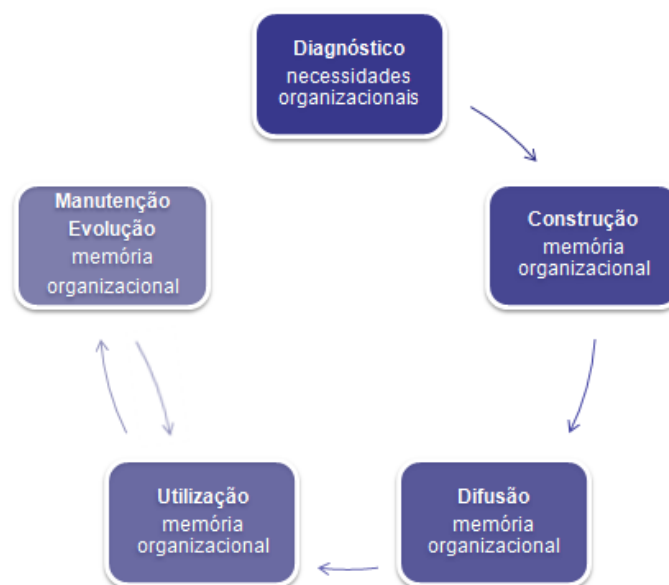 Diagnóstico
necessidades
organizacionais
Construção
memória
organizacional
Difusão
memória
organizacional
Utilização
memória
organizacional
Manutenção
Evolução
memória
organizacional